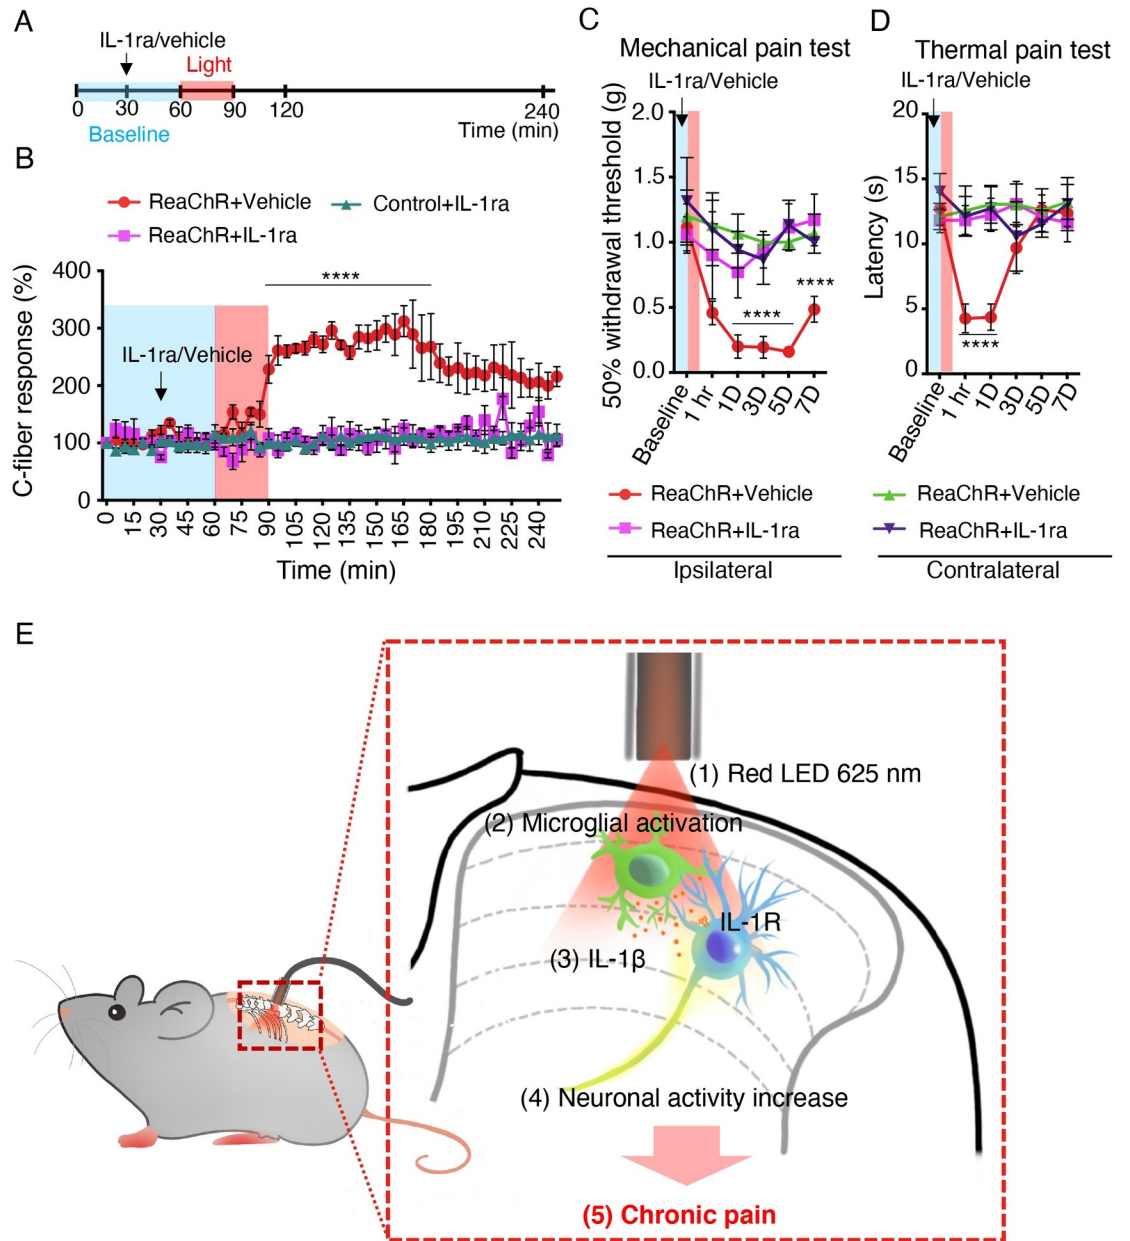 A
IL-1ra/vehicle
Light
0 30 60 90 120 240
Baseline
Time (min)
B
ReaChR+Vehicle
Control+IL-1ra
ReaChR+IL-1ra
C-fiber response (%)
400
300
200
100
0
****
IL-1ra/Vehicle
0 15 30 45 60 75 90 105 120 135 150 165 180 195 210 225 240
Time (min)
C
Mechanical pain test
IL-1ra/Vehicle
50% withdrawal threshold (g)
2.0
1.5
1.0
0.5
0.0
****
****
Baseline 1 hr 1D 3D 5D 7D
D
Thermal pain test
IL-1ra/Vehicle
Latency (s)
20
15
10
5
0
****
Baseline 1 hr 1D 3D 5D 7D
ReaChR+Vehicle
ReaChR+IL-1ra
Ipsilateral
ReaChR+Vehicle
ReaChR+IL-1ra
Contralateral
E
(1) Red LED 625 nm
(2) Microglial activation
IL-1R
(3) IL-1β
(4) Neuronal activity increase
(5) Chronic pain